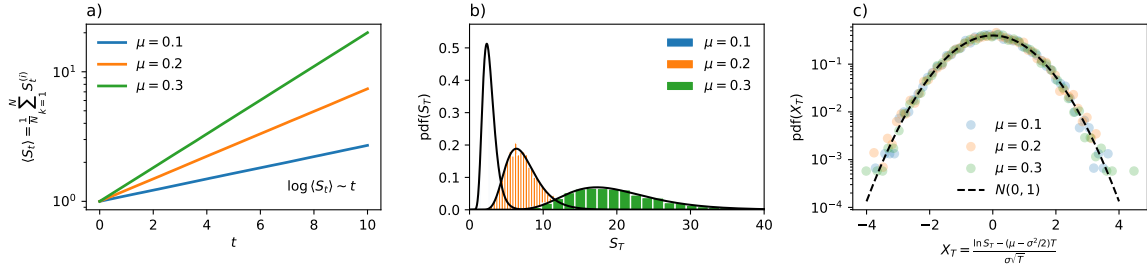 a)
⟨S_t⟩ = \frac{1}{N} \sum_{k=1}^{N} S_t^{(i)}
10^1
10^0
μ = 0.1
μ = 0.2
μ = 0.3
log⟨S_t⟩ ~ t
0 2 4 6 8 10
t
b)
pdf(S_T)
0.5
0.4
0.3
0.2
0.1
0.0
μ = 0.1
μ = 0.2
μ = 0.3
0 10 20 30 40
S_T
c)
pdf(X_T)
10^{−1}
10^{−2}
10^{−3}
10^{−4}
μ = 0.1
μ = 0.2
μ = 0.3
N(0, 1)
−4 −2 0 2 4
X_T = \frac{\ln S_T − (μ − σ^2/2)T}{σ\sqrt{T}}